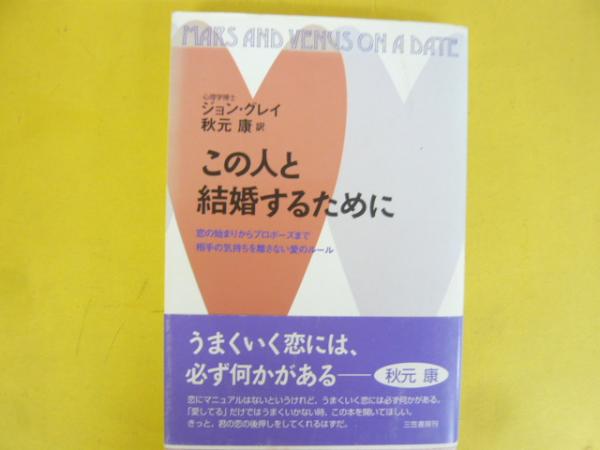 MARS AND VENUS ON A DATE
心理学博士
ジョン・グレイ
秋元 康 訳
この人と
結婚するために
恋の始まりからプロポーズまで
相手の気持ちを離さない愛のルール
うまくいく恋には、
必ず何かがある── 秋元 康
恋にマニュアルはないというけれど、うまくいく恋には必ず何かがある。
「愛してる」だけではうまくいかない時、この本を開いてほしい。
きっと、君の恋の後押しをしてくれるはずだ。
三笠書房刊